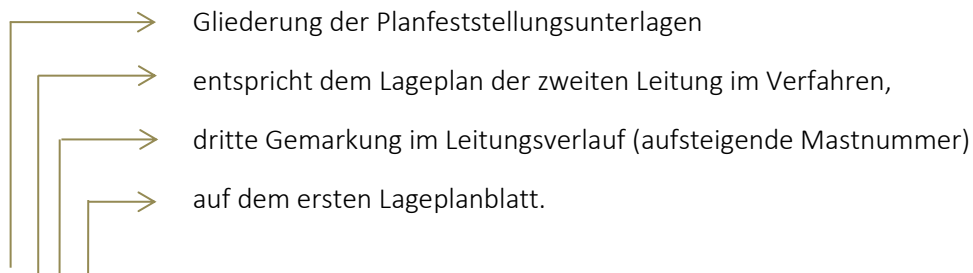 Gliederung der Planfeststellungsunterlagen
entspricht dem Lageplan der zweiten Leitung im Verfahren,
dritte Gemarkung im Leitungsverlauf (aufsteigende Mastnummer)
auf dem ersten Lageplanblatt.